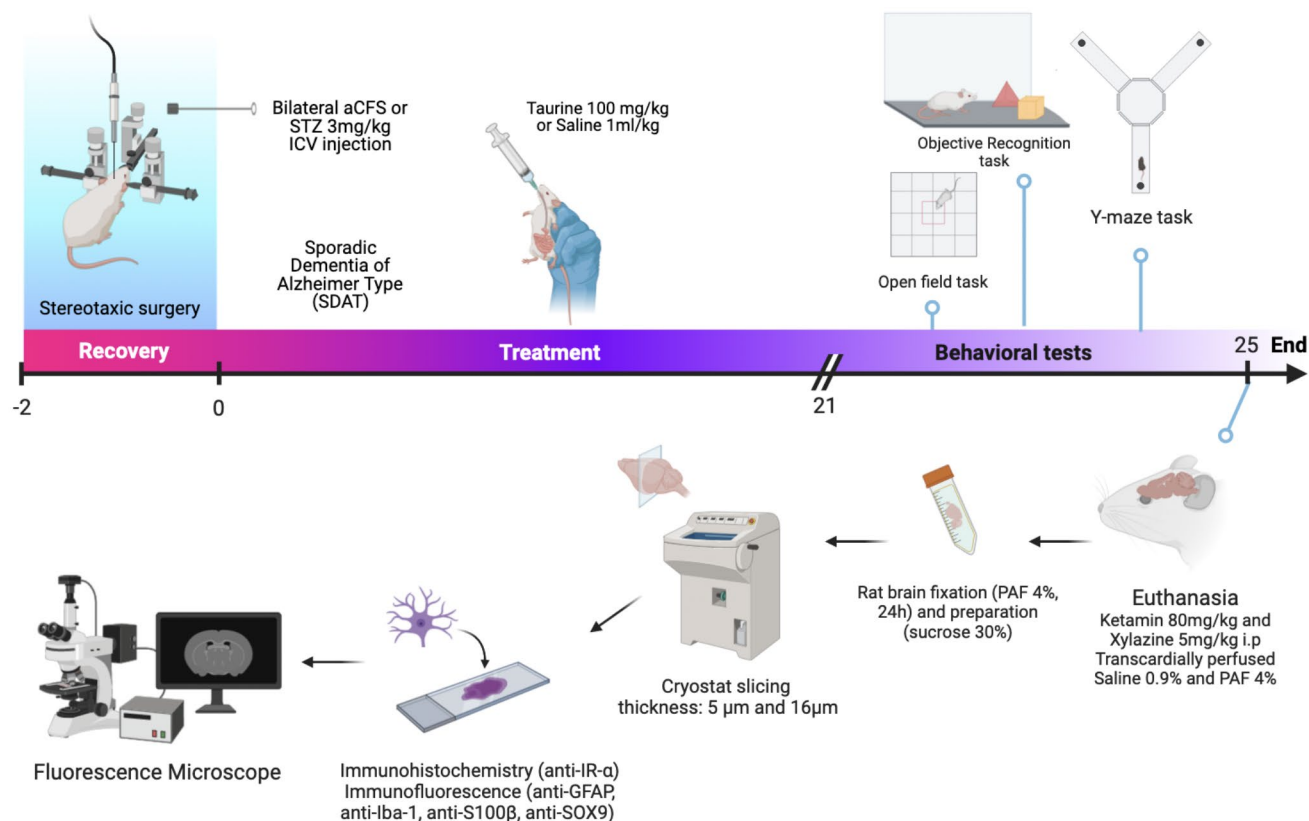 Bilateral aCFS or
STZ 3mg/kg
ICV injection
Taurine 100 mg/kg
or Saline 1ml/kg
Objective Recognition
task
Y-maze task
Sporadic
Dementia of
Alzheimer Type
(SDAT)
Open field task
Stereotaxic surgery
Recovery
Treatment
Behavioral tests
25
End
-2
0
21
Rat brain fixation (PAF 4%,
24h) and preparation
(sucrose 30%)
Euthanasia
Ketamin 80mg/kg and
Xylazine 5mg/kg i.p
Transcardially perfused
Saline 0.9% and PAF 4%
Cryostat slicing
thickness: 5 µm and 16µm
Fluorescence Microscope
Immunohistochemistry (anti-IR-α)
Immunofluorescence (anti-GFAP,
anti-Iba-1, anti-S100β, anti-SOX9)